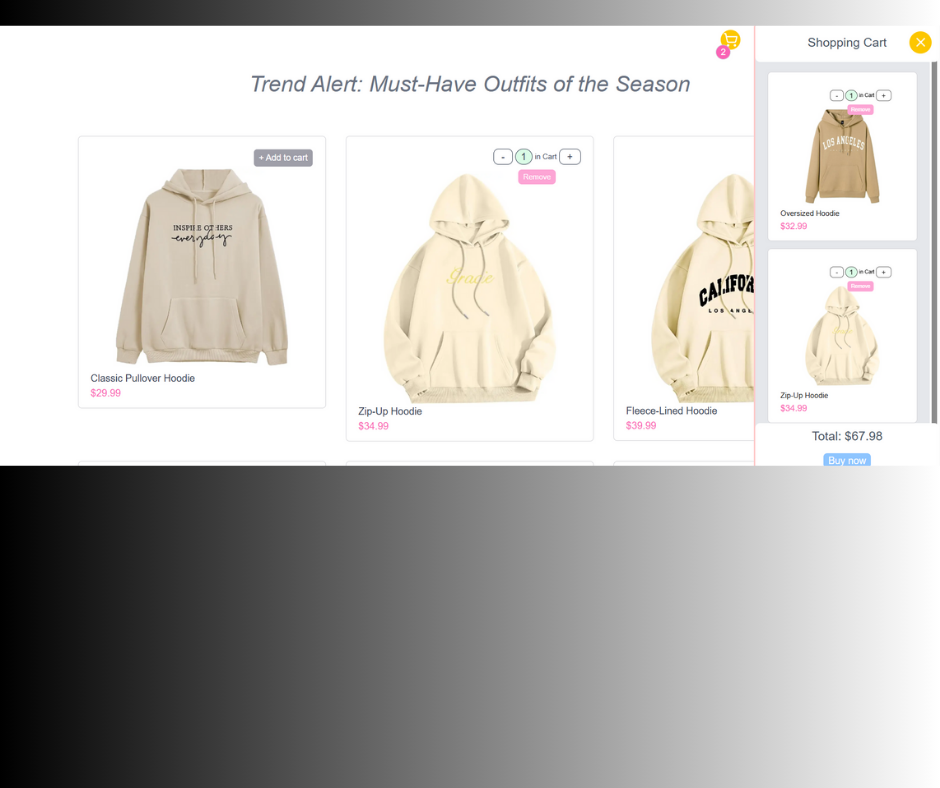 2
Trend Alert: Must-Have Outfits of the Season
+ Add to cart
INSPIRE OTHERS
everyday
Classic Pullover Hoodie
$29.99
- 1 in Cart +
Remove
Gracie
Zip-Up Hoodie
$34.99
CALIFOR
LOS ANGEL
Fleece-Lined Hoodie
$39.99
Shopping Cart
- 1 in Cart +
Remove
LOS ANGELES
Oversized Hoodie
$32.99
- 1 in Cart +
Remove
Zip-Up Hoodie
$34.99
Total: $67.98
Buy now